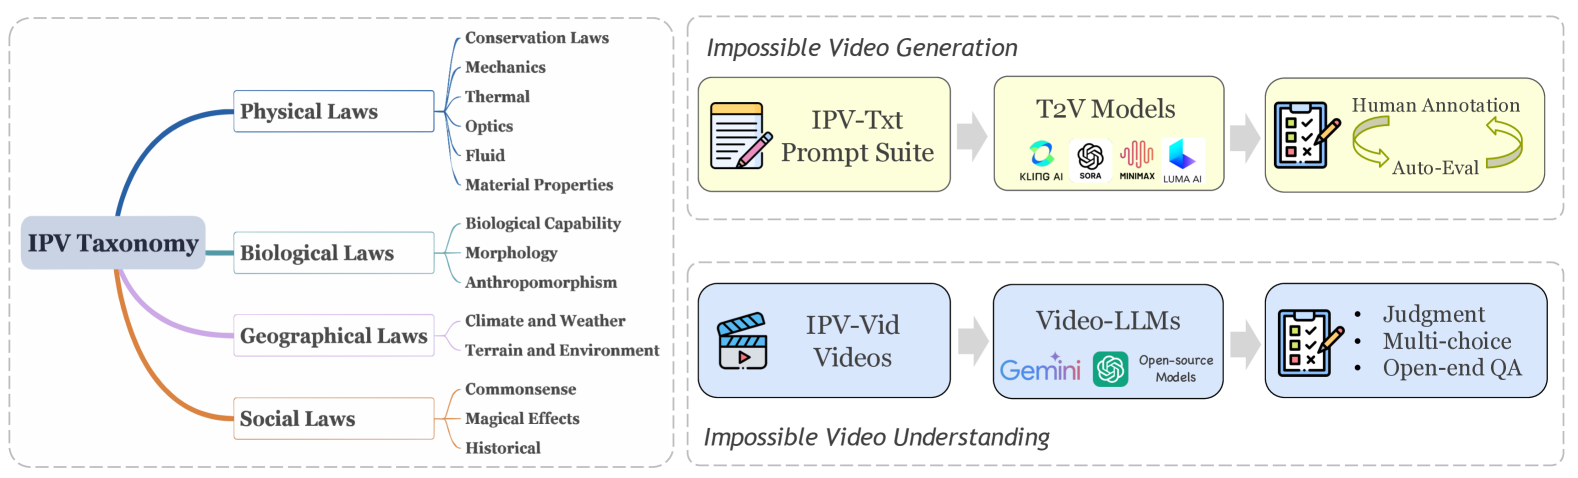 IPV Taxonomy
Physical Laws
Conservation Laws
Mechanics
Thermal
Optics
Fluid
Material Properties
Biological Laws
Biological Capability
Morphology
Anthropomorphism
Geographical Laws
Climate and Weather
Terrain and Environment
Social Laws
Commonsense
Magical Effects
Historical
Impossible Video Generation
IPV-Txt
Prompt Suite
T2V Models
KLING AI
SORA
MINIMAX
LUMA AI
Human Annotation
Auto-Eval
IPV-Vid
Videos
Video-LLMs
Gemini
Open-source
Models
• Judgment
• Multi-choice
• Open-end QA
Impossible Video Understanding